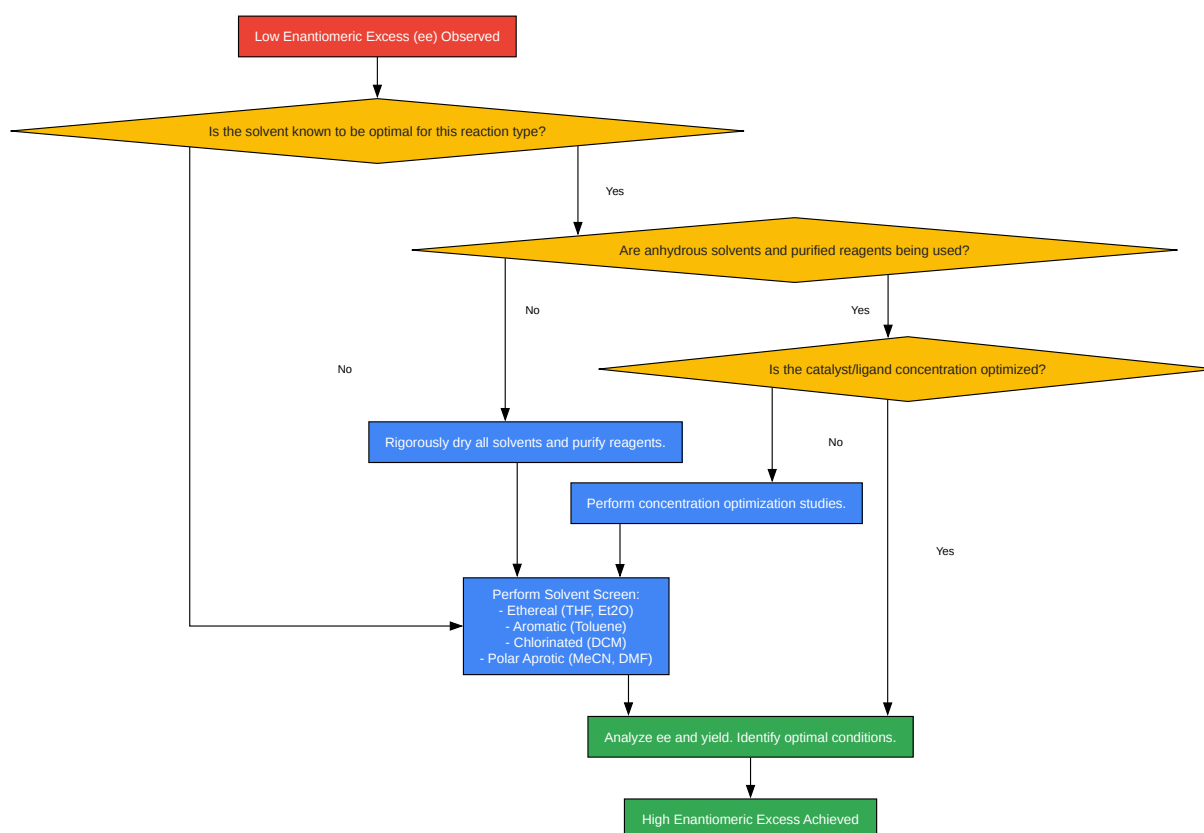 Low Enantiomeric Excess (ee) Observed
Is the solvent known to be optimal for this reaction type?
Yes
Are anhydrous solvents and purified reagents being used?
No
Yes
No
Is the catalyst/ligand concentration optimized?
Rigorously dry all solvents and purify reagents.
No
Perform concentration optimization studies.
Yes
Perform Solvent Screen:
- Ethereal (THF, Et2O)
- Aromatic (Toluene)
- Chlorinated (DCM)
- Polar Aprotic (MeCN, DMF)
Analyze ee and yield. Identify optimal conditions.
High Enantiomeric Excess Achieved